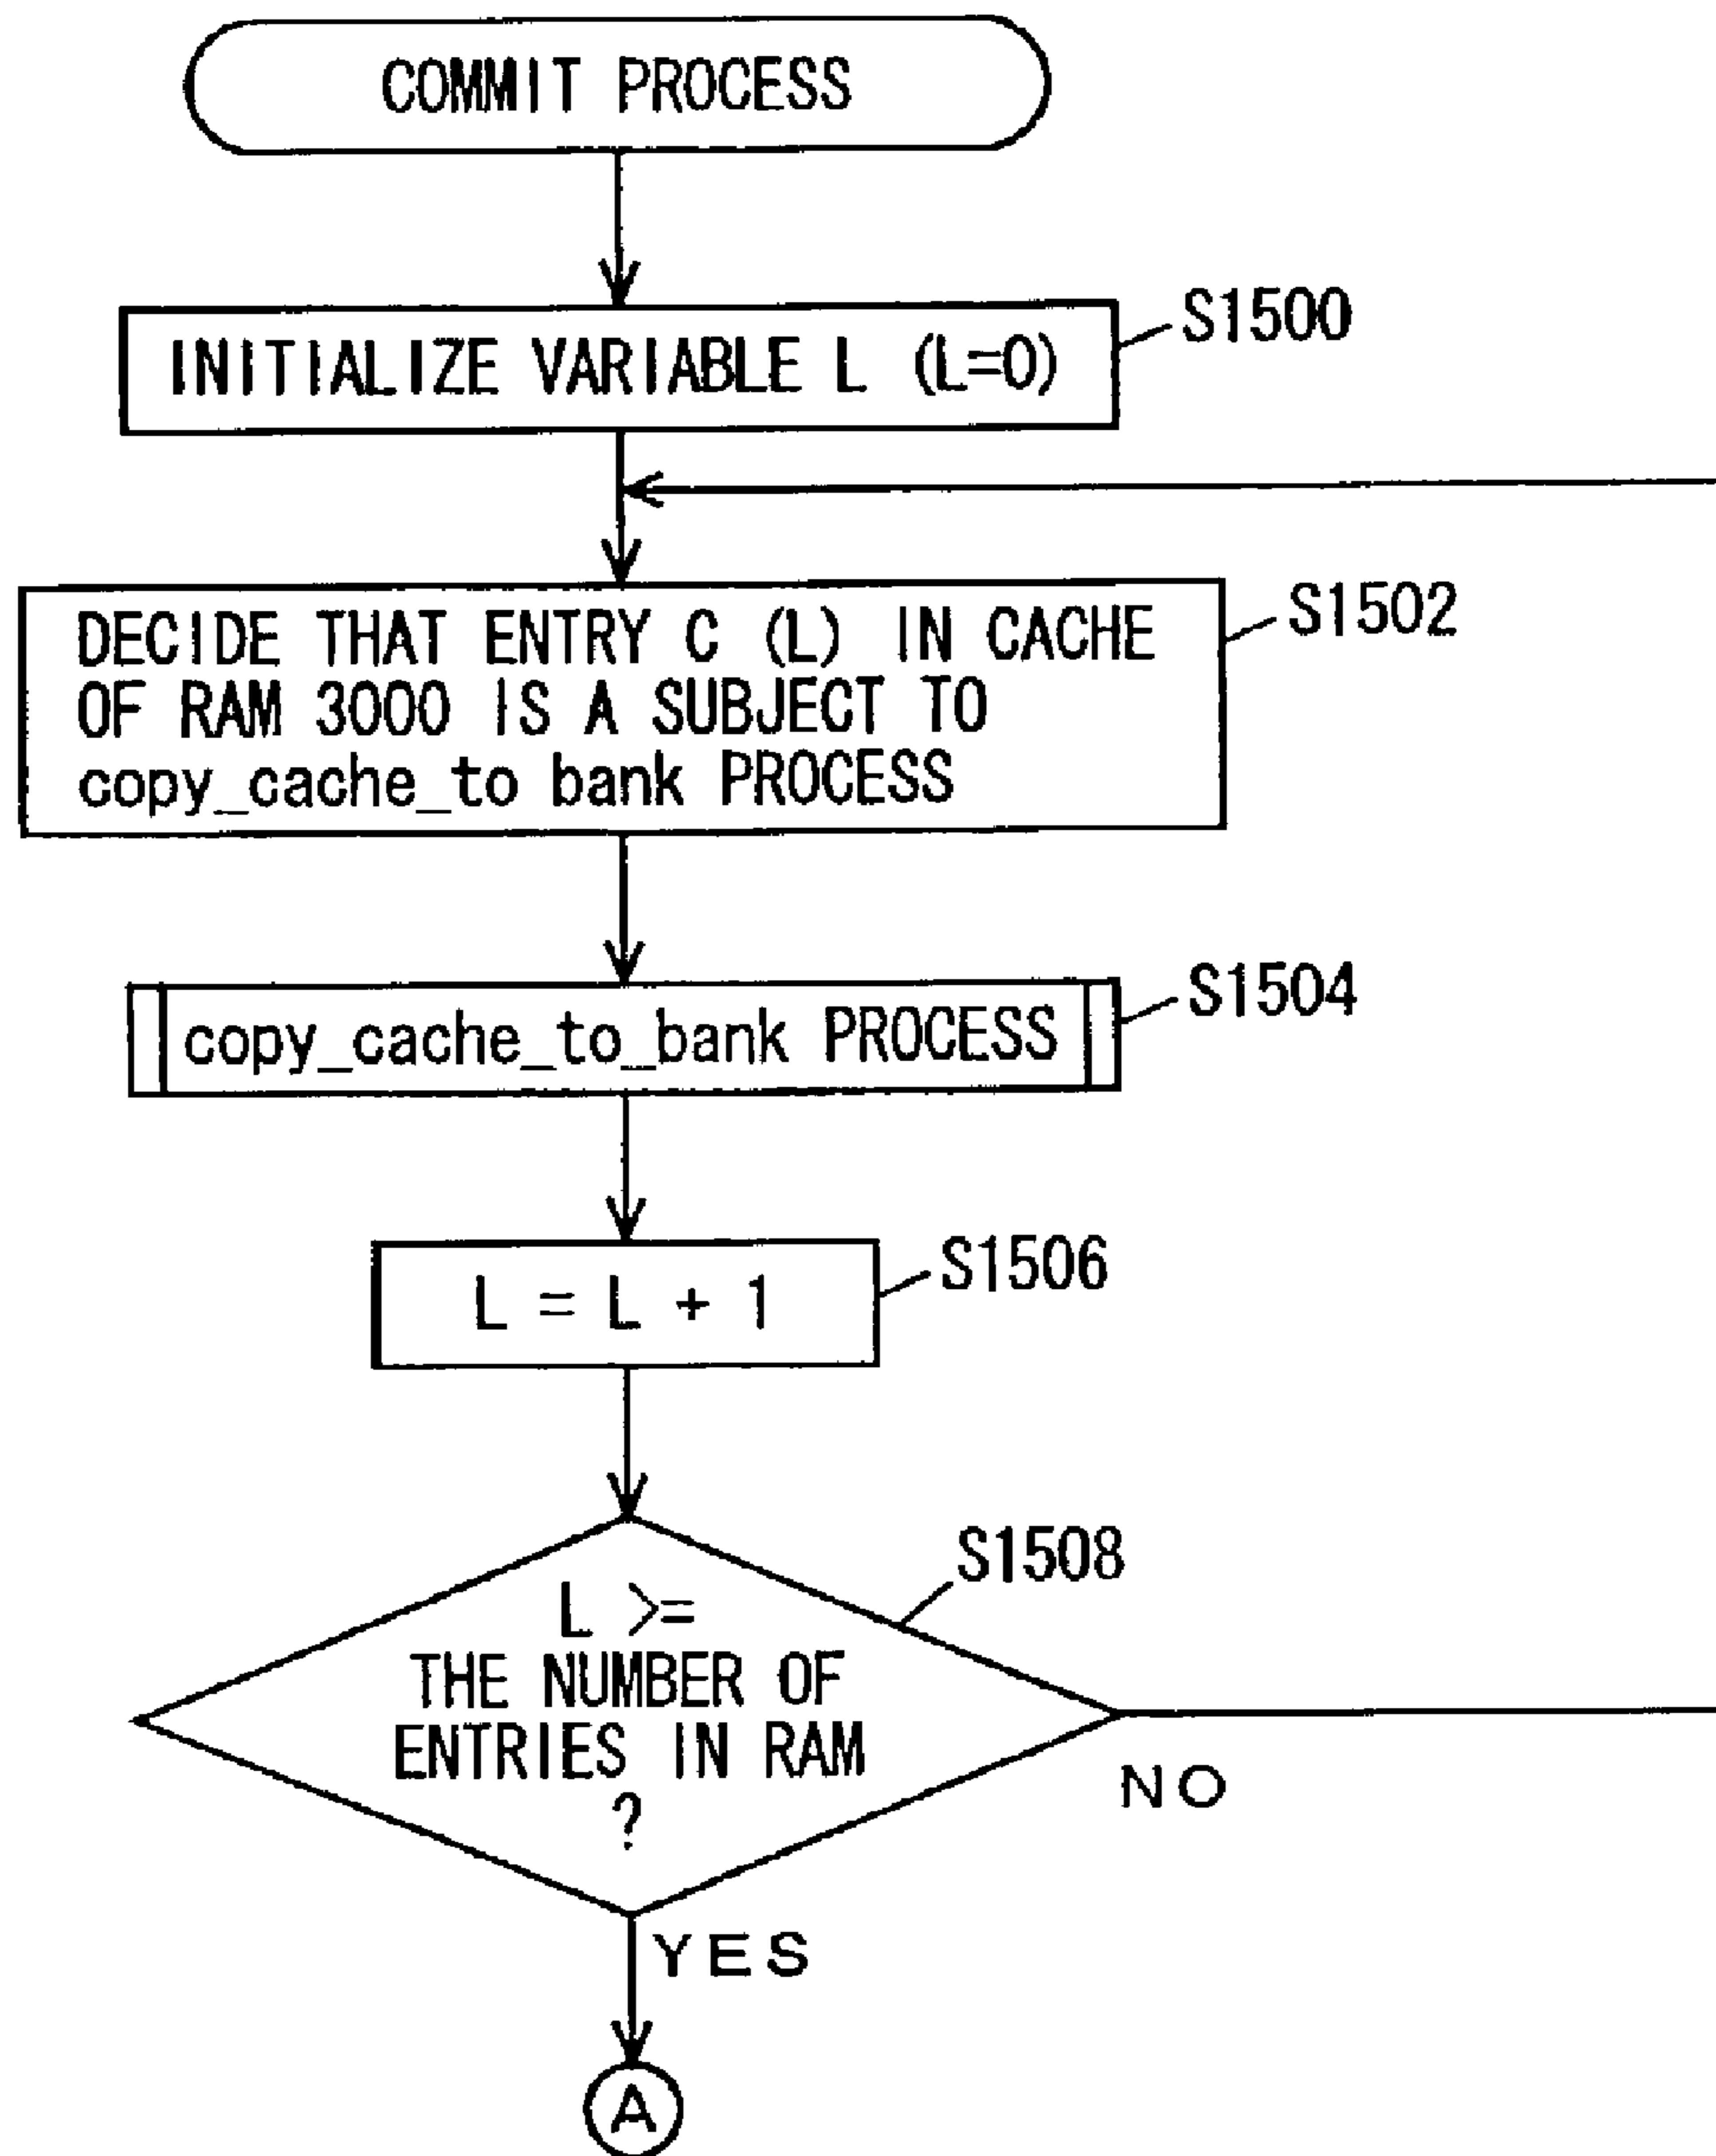 COMMIT PROCESS
S1500
INITIALIZE VARIABLE L (L=0)
S1502
DECIDE THAT ENTRY C (L) IN CACHE
OF RAM 3000 IS A SUBJECT TO
copy_cache_to bank PROCESS
S1504
copy_cache_to_bank PROCESS
S1506
L = L + 1
S1508
L >=
THE NUMBER OF
ENTRIES IN RAM
?
NO
YES
A